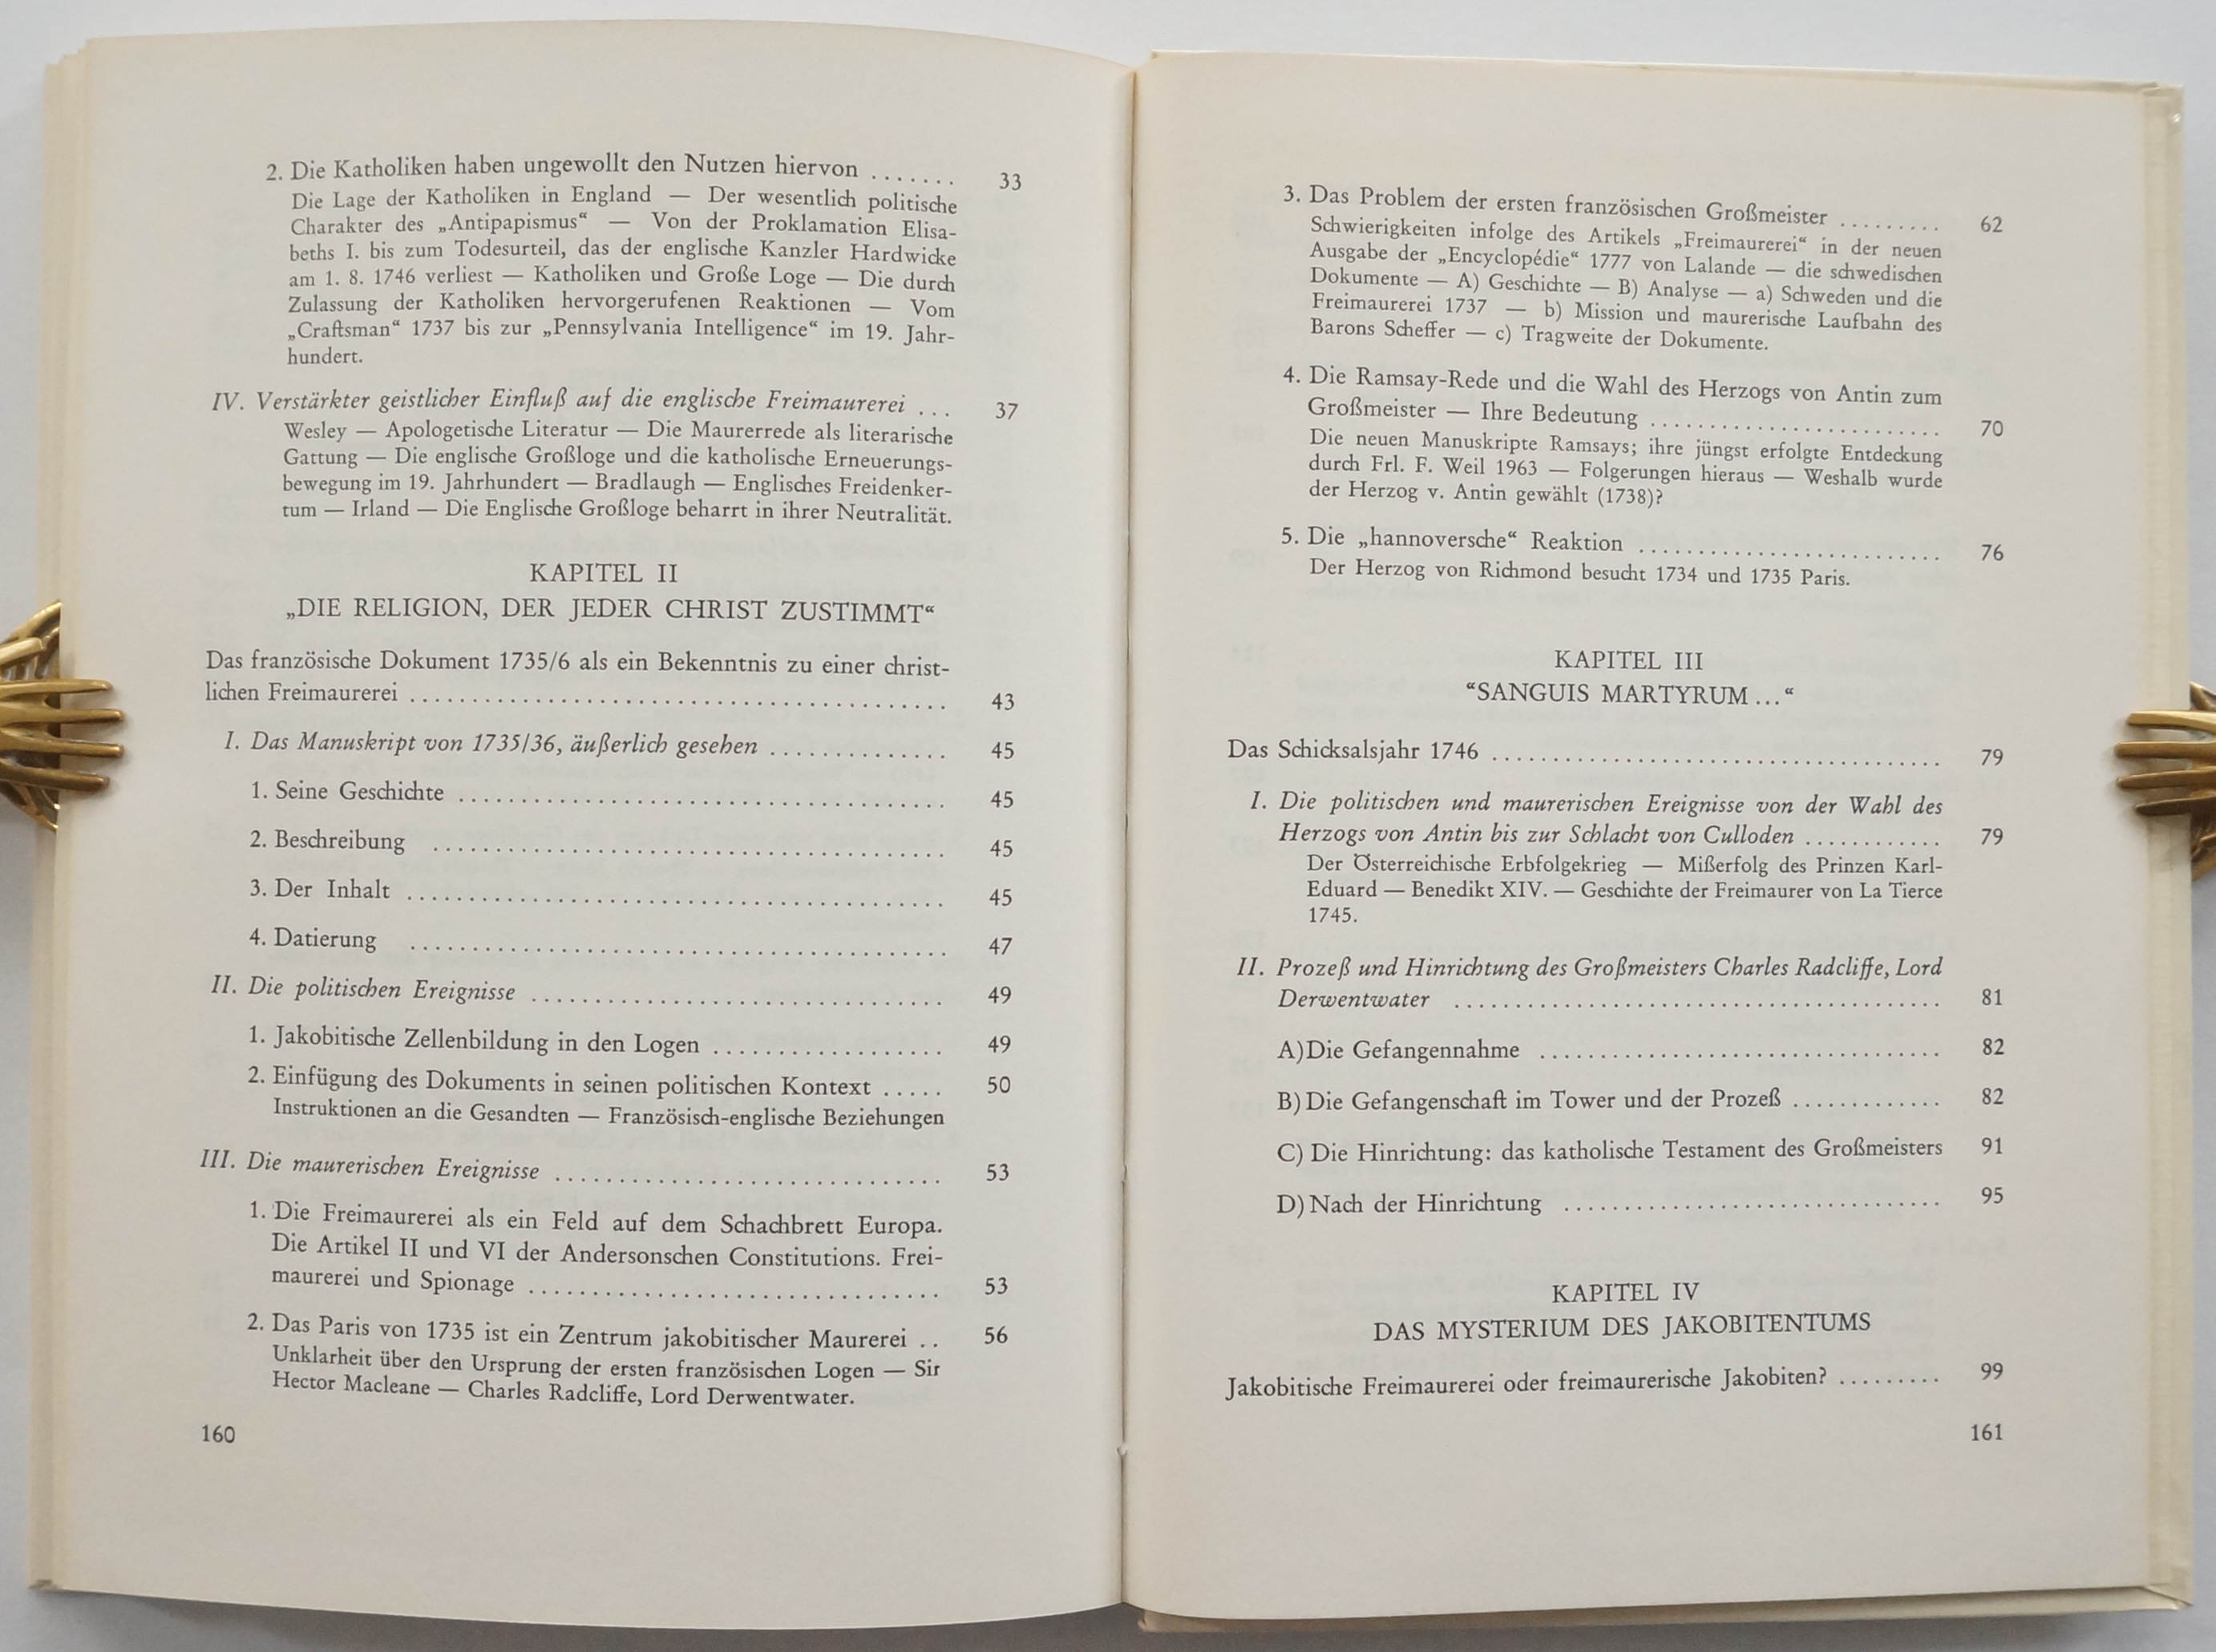 2. Die Katholiken haben ungewollt den Nutzen hiervon ....... 33
Die Lage der Katholiken in England — Der wesentlich politische
Charakter des „Antipapismus“ — Von der Proklamation Elisa-
beths I. bis zum Todesurteil, das der englische Kanzler Hardwicke
am 1. 8. 1746 verliest — Katholiken und Große Loge — Die durch
Zulassung der Katholiken hervorgerufenen Reaktionen — Vom
„Craftsman“ 1737 bis zur „Pennsylvania Intelligence“ im 19. Jahr-
hundert.
IV. Verstärkter geistlicher Einfluß auf die englische Freimaurerei ... 37
Wesley — Apologetische Literatur — Die Maurerrede als literarische
Gattung — Die englische Großloge und die katholische Erneuerungs-
bewegung im 19. Jahrhundert — Bradlaugh — Englisches Freidenker-
tum — Irland — Die Englische Großloge beharrt in ihrer Neutralität.
KAPITEL II
„DIE RELIGION, DER JEDER CHRIST ZUSTIMMT“
Das französische Dokument 1735/6 als ein Bekenntnis zu einer christ-
lichen Freimaurerei ........................................... 43
I. Das Manuskript von 1735/36, äußerlich gesehen .............. 45
1. Seine Geschichte ........................................ 45
2. Beschreibung .......................................... 45
3. Der Inhalt ............................................ 45
4. Datierung ............................................ 47
II. Die politischen Ereignisse .................................. 49
1. Jakobitische Zellenbildung in den Logen ................... 49
2. Einfügung des Dokuments in seinen politischen Kontext ..... 50
Instruktionen an die Gesandten — Französisch-englische Beziehungen
III. Die maurerischen Ereignisse ................................ 53
1. Die Freimaurerei als ein Feld auf dem Schachbrett Europa.
Die Artikel II und VI der Andersonschen Constitutions. Frei-
maurerei und Spionage .................................. 53
2. Das Paris von 1735 ist ein Zentrum jakobitischer Maurerei .. 56
Unklarheit über den Ursprung der ersten französischen Logen — Sir
Hector Macleane — Charles Radcliffe, Lord Derwentwater.
160
3. Das Problem der ersten französischen Großmeister ......... 62
Schwierigkeiten infolge des Artikels „Freimaurerei“ in der neuen
Ausgabe der „Encyclopédie“ 1777 von Lalande — die schwedischen
Dokumente — A) Geschichte — B) Analyse — a) Schweden und die
Freimaurerei 1737 — b) Mission und maurerische Laufbahn des
Barons Scheffer — c) Tragweite der Dokumente.
4. Die Ramsay-Rede und die Wahl des Herzogs von Antin zum
Großmeister — Ihre Bedeutung ........................ 70
Die neuen Manuskripte Ramsays; ihre jüngst erfolgte Entdeckung
durch Frl. F. Weil 1963 — Folgerungen hieraus — Weshalb wurde
der Herzog v. Antin gewählt (1738)?
5. Die „hannoversche“ Reaktion ......................... 76
Der Herzog von Richmond besucht 1734 und 1735 Paris.
KAPITEL III
“SANGUIS MARTYRUM ...“
Das Schicksalsjahr 1746 ..................................... 79
I. Die politischen und maurerischen Ereignisse von der Wahl des
Herzogs von Antin bis zur Schlacht von Culloden ............ 79
Der Österreichische Erbfolgekrieg — Mißerfolg des Prinzen Karl-
Eduard — Benedikt XIV. — Geschichte der Freimaurer von La Tierce
1745.
II. Prozeß und Hinrichtung des Großmeisters Charles Radcliffe, Lord
Derwentwater ........................................ 81
A) Die Gefangennahme ................................. 82
B) Die Gefangenschaft im Tower und der Prozeß ............. 82
C) Die Hinrichtung: das katholische Testament des Großmeisters 91
D) Nach der Hinrichtung ............................... 95
KAPITEL IV
DAS MYSTERIUM DES JAKOBITENTUMS
Jakobitische Freimaurerei oder freimaurerische Jakobiten? ......... 99
161